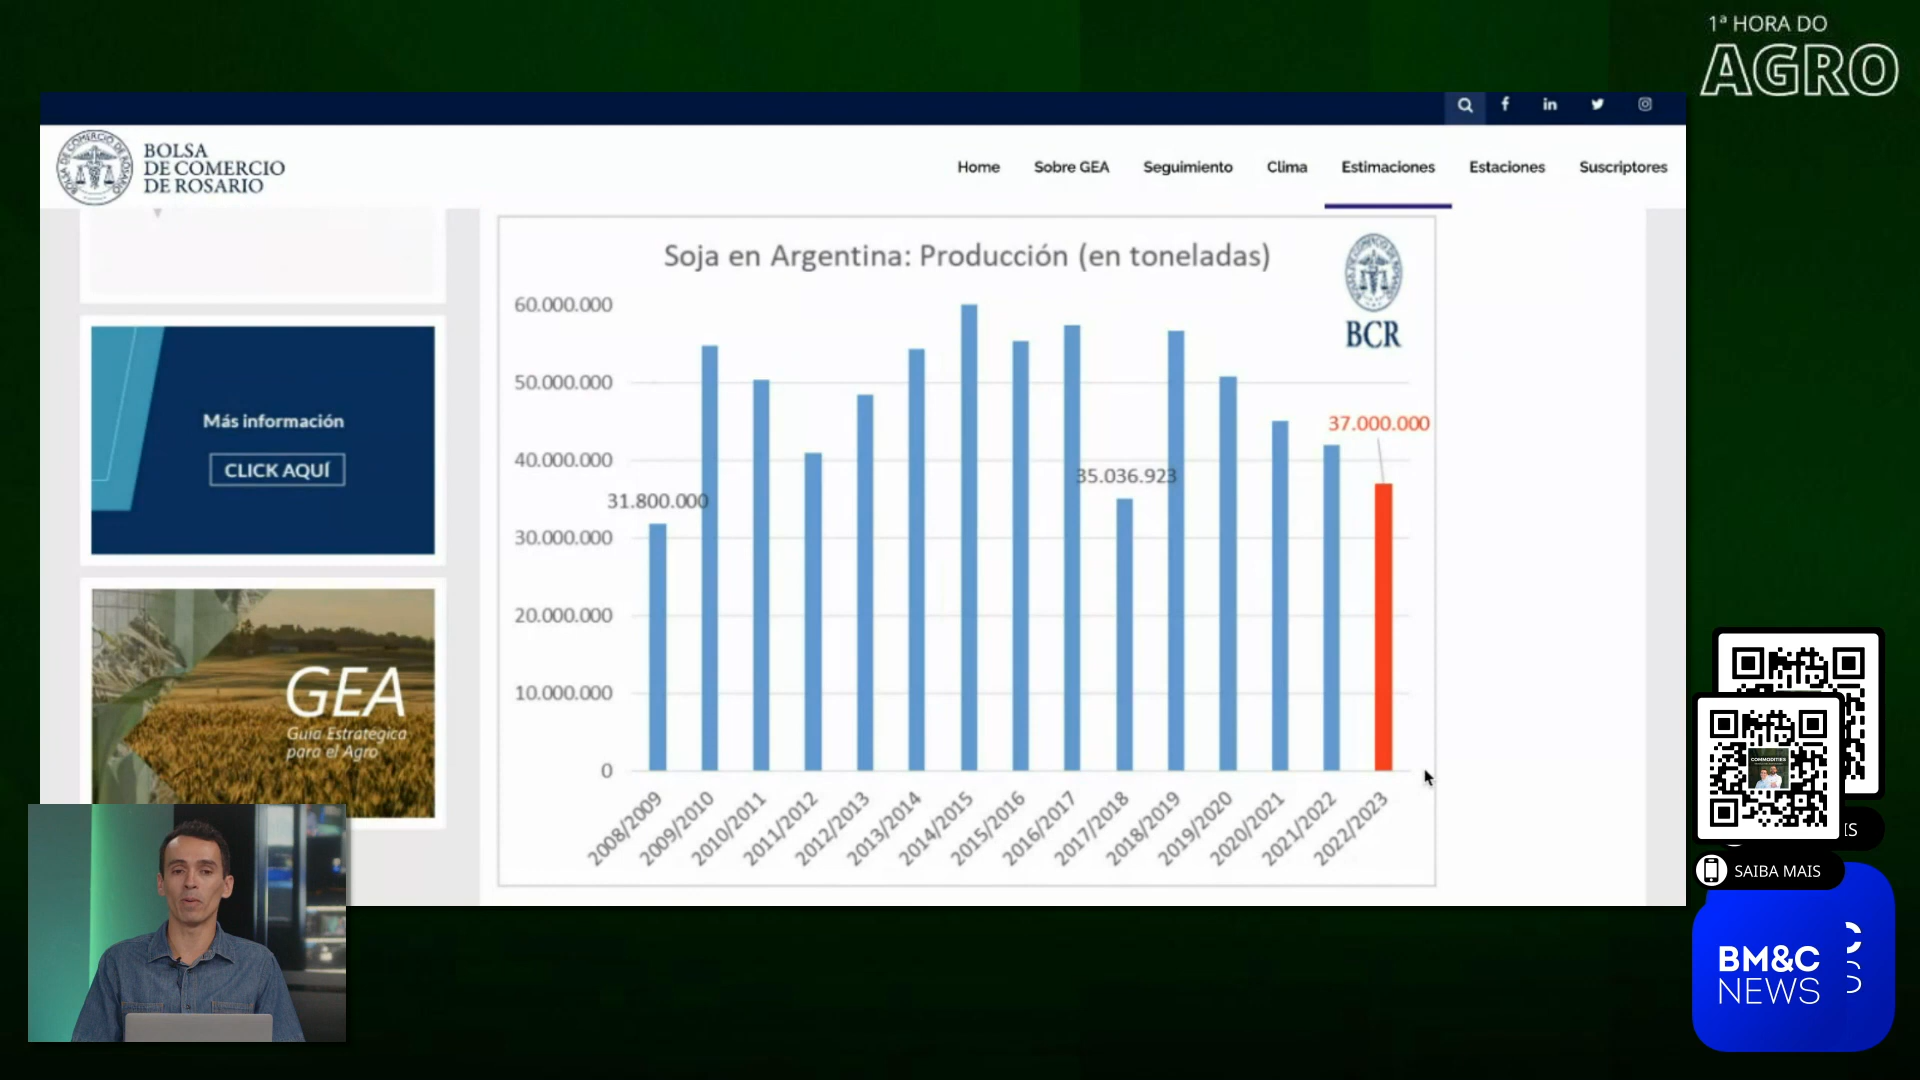 1ª HORA DO
AGRO
BOLSA
DE COMERCIO
DE ROSARIO
Home Sobre GEA Seguimiento Clima Estimaciones Estaciones Suscriptores
Soja en Argentina: Producción (en toneladas)
BCR
60.000.000
50.000.000
40.000.000
30.000.000
20.000.000
10.000.000
0
31.800.000
35.036.923
37.000.000
2008/2009
2009/2010
2010/2011
2011/2012
2012/2013
2013/2014
2014/2015
2015/2016
2016/2017
2017/2018
2018/2019
2019/2020
2020/2021
2021/2022
2022/2023
Más información
CLICK AQUÍ
GEA
Guía Estrategica
para el Agro
COMMODITIES
IS
SAIBA MAIS
BM&C
NEWS